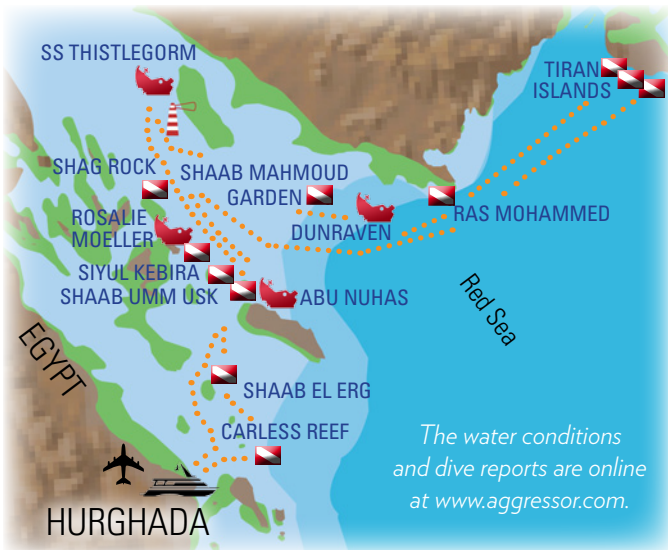 SS THISTLEGORM
TIRAN
ISLANDS
SHAG ROCK
SHAAB MAHMOUD
GARDEN
ROSALIE
MOELLER
DUNRAVEN
RAS MOHAMMED
SIYUL KEBIRA
SHAAB UMM USK
ABU NUHAS
Red Sea
EGYPT
SHAAB EL ERG
CARLESS REEF
The water conditions
and dive reports are online
at www.aggressor.com.
HURGHADA